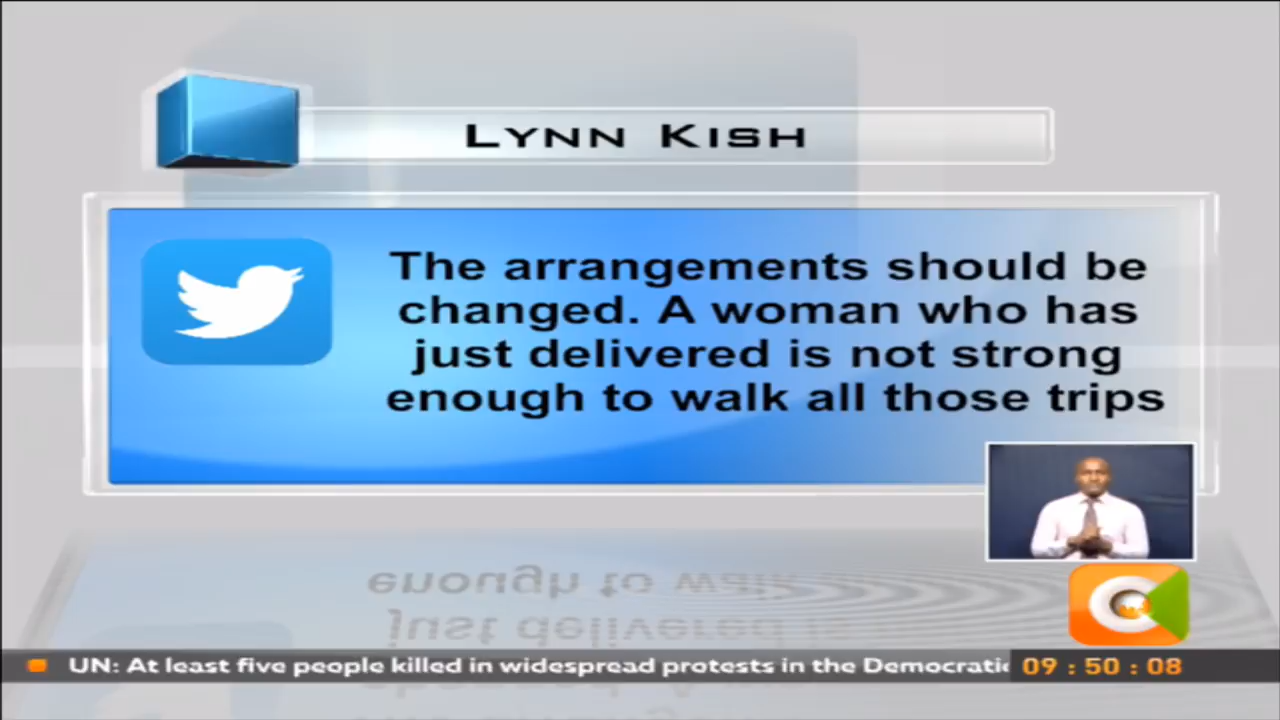 LYNN KISH
The arrangements should be
changed. A woman who has
just delivered is not strong
enough to walk all those trips
UN: At least five people killed in widespread protests in the Democratic
09 : 50 : 08